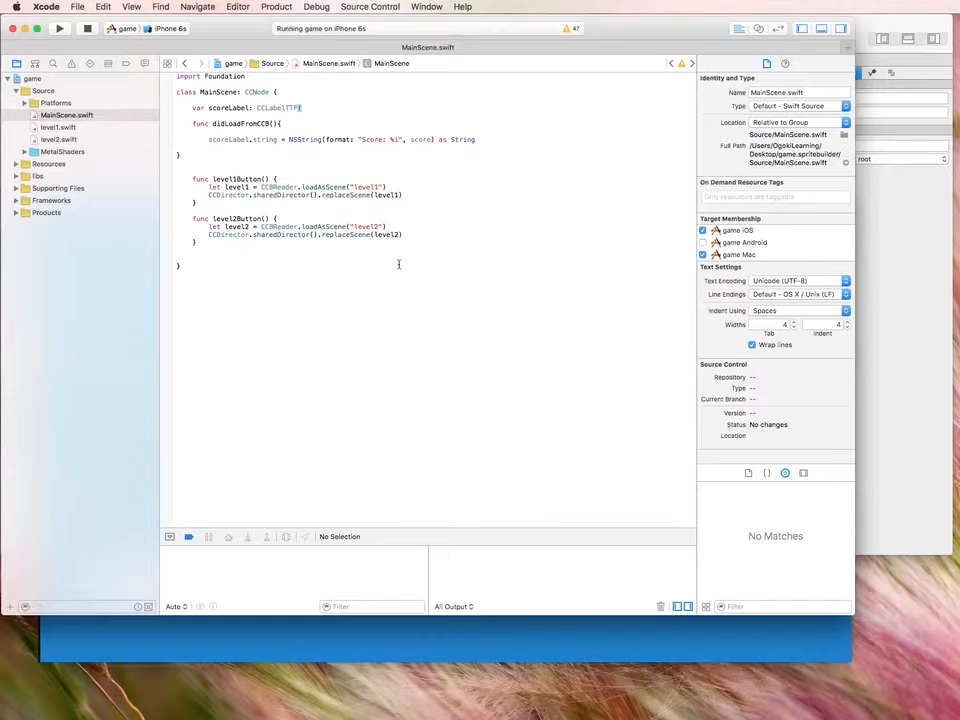 Xcode File Edit View Find Navigate Editor Product Debug Source Control Window Help
game iPhone 6s Running game on iPhone 6s 47
MainScene.swift
game Source MainScene.swift MainScene
game
Source
Platforms
MainScene.swift
level1.swift
level2.swift
MetalShaders
Resources
libs
Supporting Files
Frameworks
Products
import Foundation
class MainScene: CCNode {
var scoreLabel: CCLabelTTF!
func didLoadFromCCB(){
scoreLabel.string = NSString(format: "Score: %i", score) as String
}
func level1Button() {
let level1 = CCBReader.loadAsScene("level1")
CCDirector.sharedDirector().replaceScene(level1)
}
func level2Button() {
let level2 = CCBReader.loadAsScene("level2")
CCDirector.sharedDirector().replaceScene(level2)
}
}
No Selection
Auto
Filter
All Output
Identity and Type
Name MainScene.swift
Type Default - Swift Source
Location Relative to Group
Source/MainScene.swift
Full Path /Users/OgokiLearning/
Desktop/game.spritebuilder/
Source/MainScene.swift
On Demand Resource Tags
Only resources are taggable
Target Membership
game iOS
game Android
game Mac
Text Settings
Text Encoding Unicode (UTF-8)
Line Endings Default - OS X / Unix (LF)
Indent Using Spaces
Widths 4 4
Tab Indent
Wrap lines
Source Control
Repository --
Type --
Current Branch --
Version --
Status No changes
Location
No Matches
Filter
root